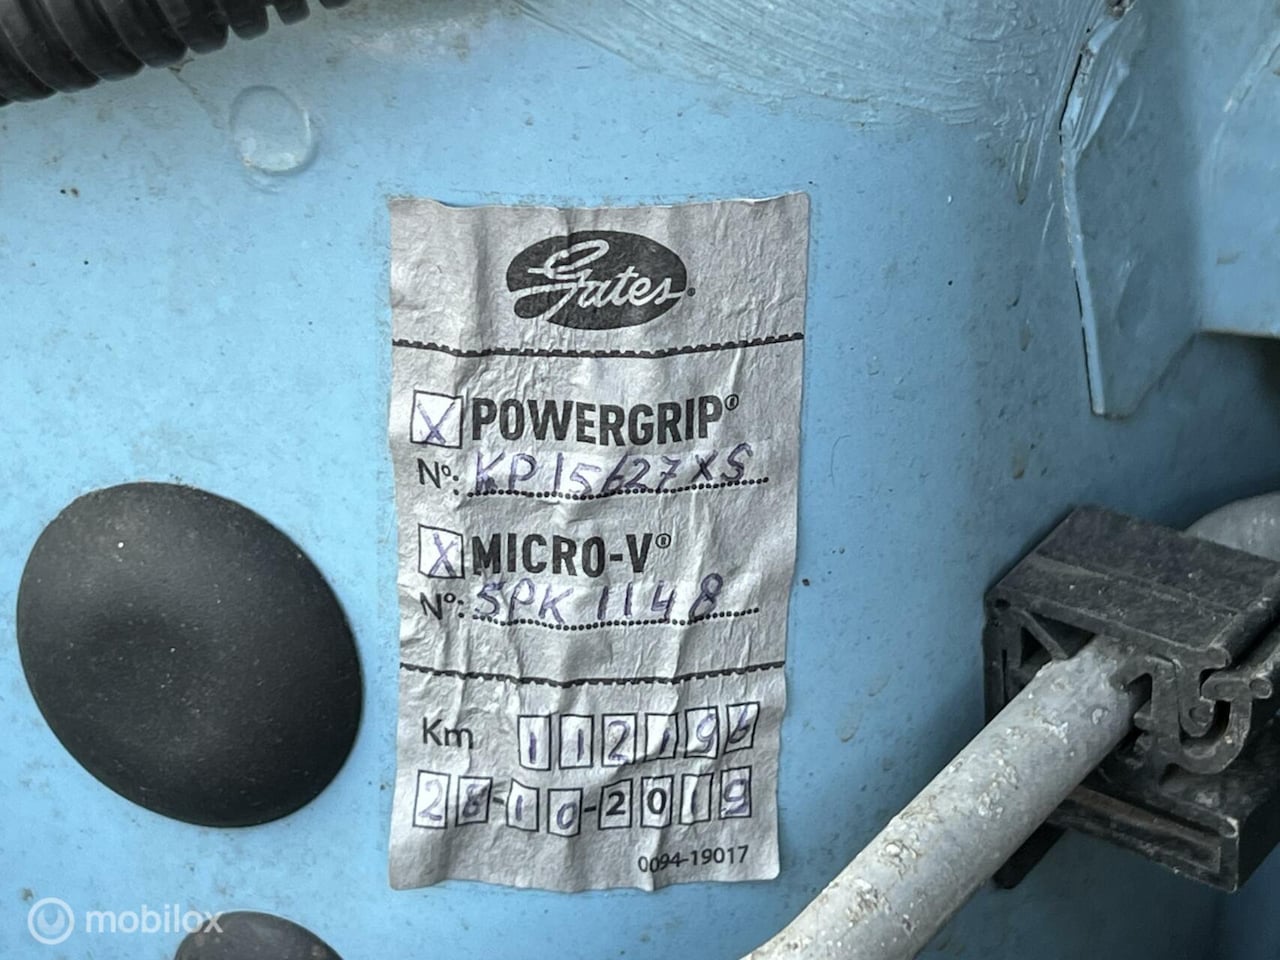 Gates®
X POWERGRIP®
Nº: KP15627XS
X MICRO-V®
Nº: 5PK1148
Km 112196
28-10-2019
0094-19017
mobilox